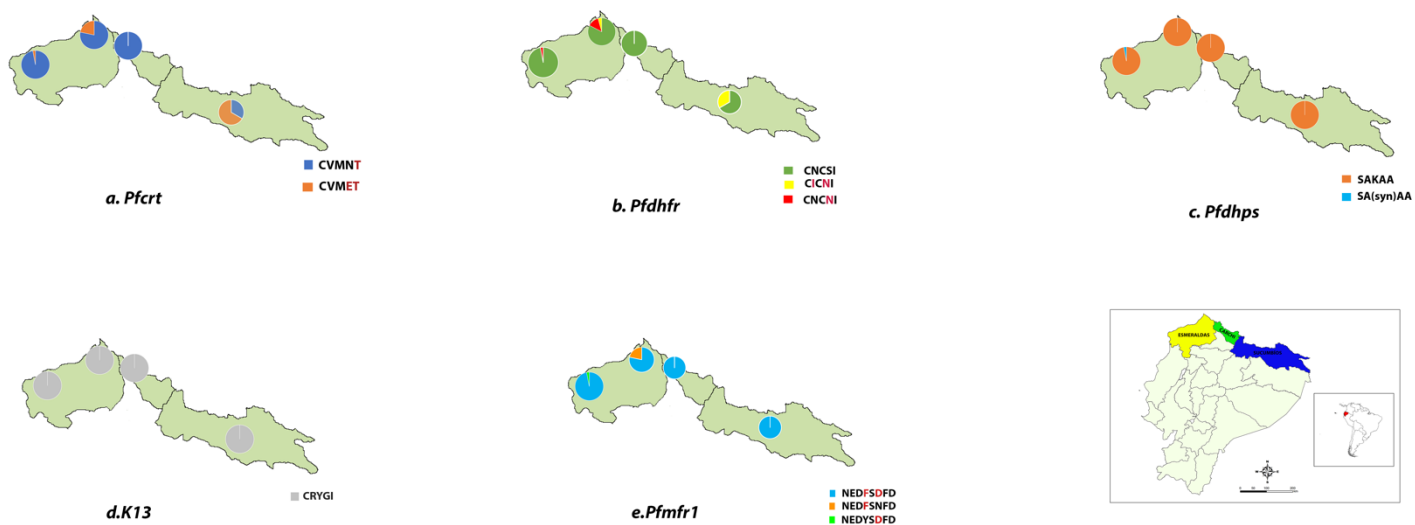 CVMNT
CVMET
a. Pfcrt
CNCSI
CICNI
CNCNI
b. Pfdhfr
SAKAA
SA(syn)AA
c. Pfdhps
CRYGI
d.K13
NEDFSDFD
NEDFSNFD
NEDYSDFD
e.Pfmfr1
ESMERALDAS
CARCHI
N